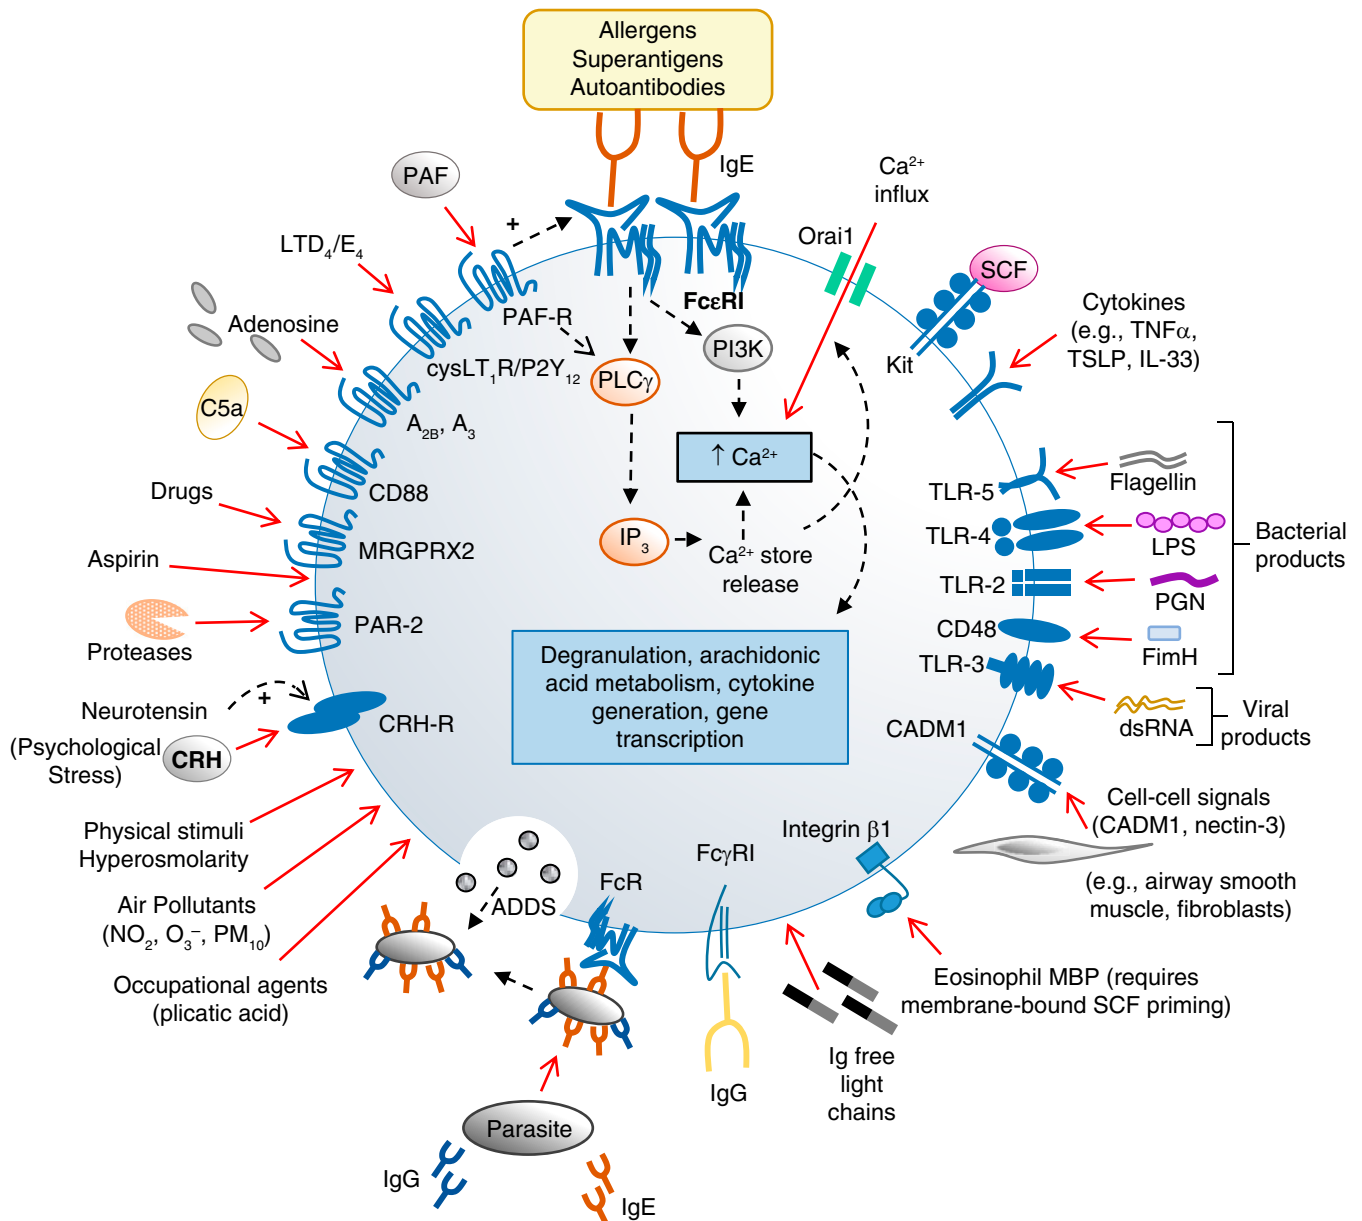 Allergens
Superantigens
Autoantibodies
IgE
PAF
Ca²⁺
influx
Orai1
LTD₄/E₄
+
SCF
FcεRI
Cytokines
(e.g., TNFα,
TSLP, IL-33)
Adenosine
PAF-R
PI3K
Kit
cysLT₁R/P2Y₁₂
PLCγ
C5a
A₂B, A₃
↑ Ca²⁺
CD88
Drugs
TLR-5
Flagellin
MRGPRX2
IP₃
Ca²⁺ store
release
TLR-4
LPS
Bacterial
products
Aspirin
TLR-2
PGN
PAR-2
Proteases
CD48
FimH
TLR-3
Degranulation, arachidonic
acid metabolism, cytokine
generation, gene
transcription
Neurotensin
+
CRH-R
(Psychological
Stress)
CRH
CADM1
dsRNA
Viral
products
Physical stimuli
Hyperosmolarity
Cell-cell signals
(CADM1, nectin-3)
Integrin β1
FcγRI
FcR
ADDS
(e.g., airway smooth
muscle, fibroblasts)
Air Pollutants
(NO₂, O₃⁻, PM₁₀)
Occupational agents
(plicatic acid)
Eosinophil MBP (requires
membrane-bound SCF priming)
Ig free
light
chains
IgG
Parasite
IgG
IgE